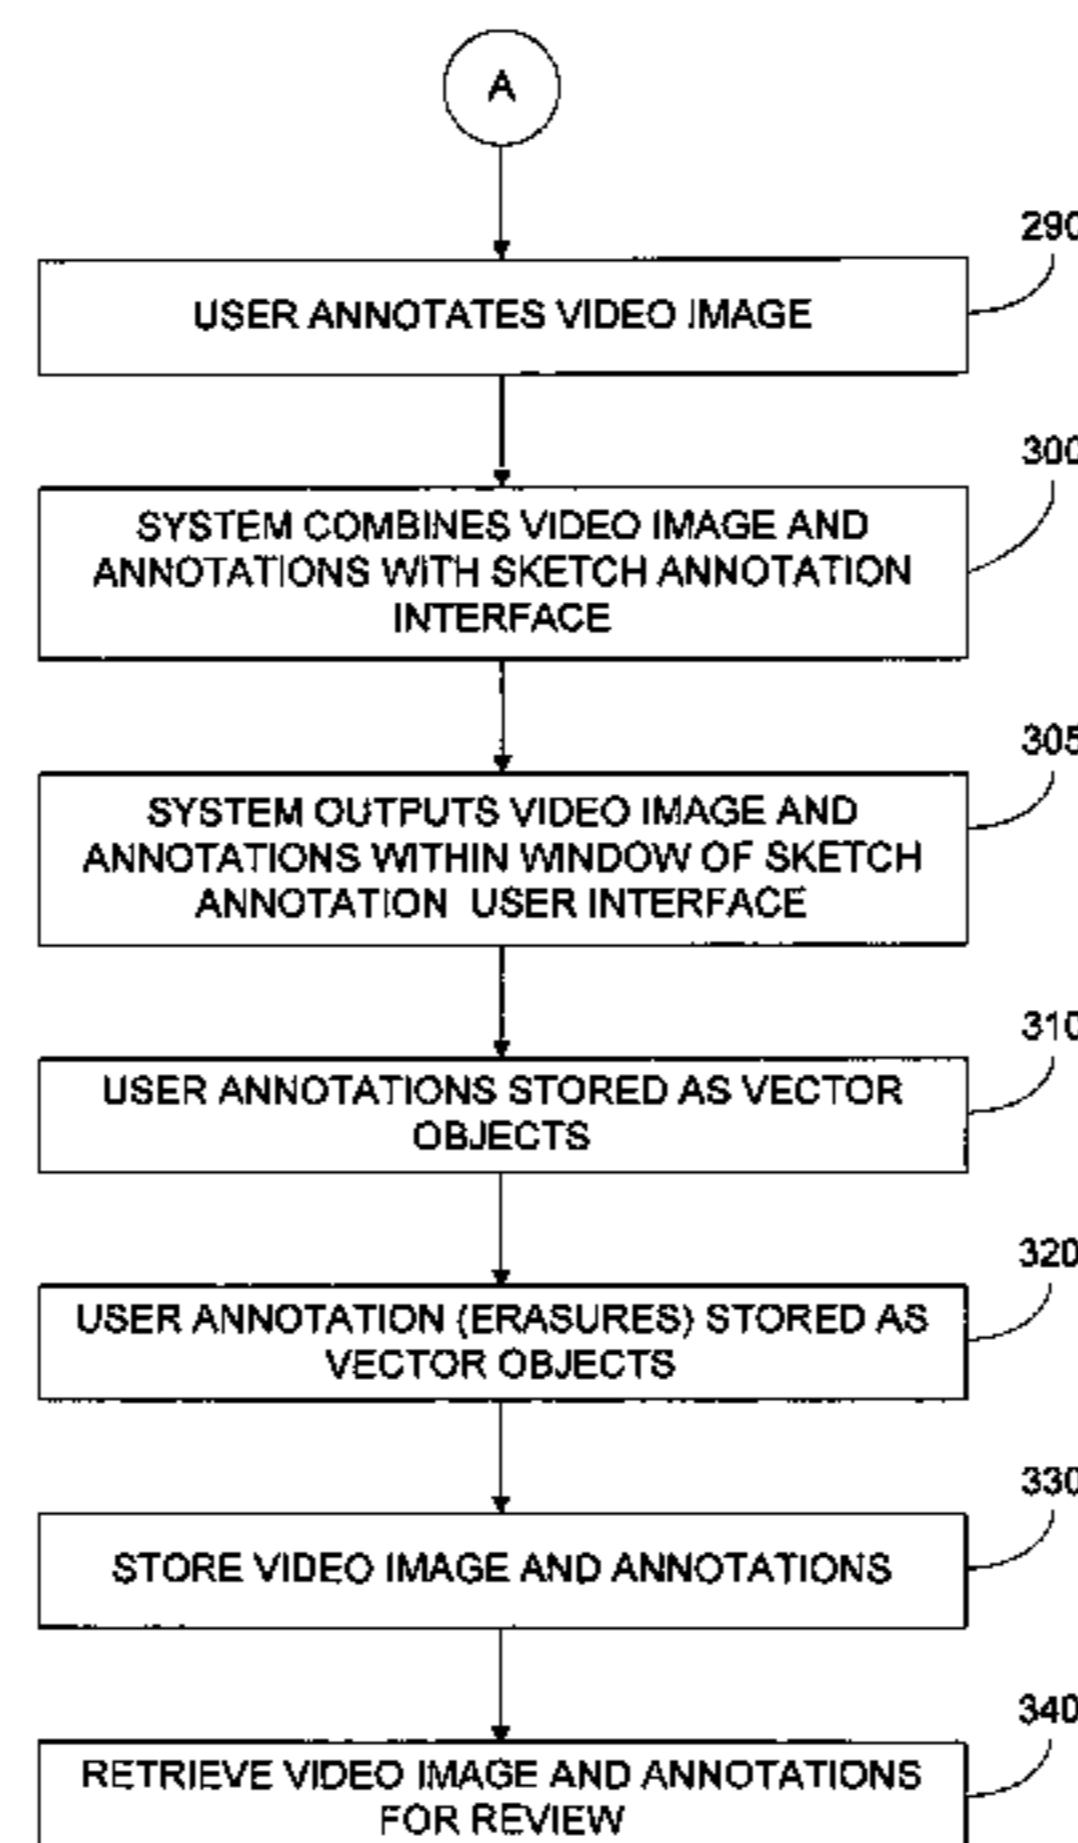 A
290
USER ANNOTATES VIDEO IMAGE
300
SYSTEM COMBINES VIDEO IMAGE AND
ANNOTATIONS WITH SKETCH ANNOTATION
INTERFACE
305
SYSTEM OUTPUTS VIDEO IMAGE AND
ANNOTATIONS WITHIN WINDOW OF SKETCH
ANNOTATION USER INTERFACE
310
USER ANNOTATIONS STORED AS VECTOR
OBJECTS
320
USER ANNOTATION (ERASURES) STORED AS
VECTOR OBJECTS
330
STORE VIDEO IMAGE AND ANNOTATIONS
340
RETRIEVE VIDEO IMAGE AND ANNOTATIONS
FOR REVIEW